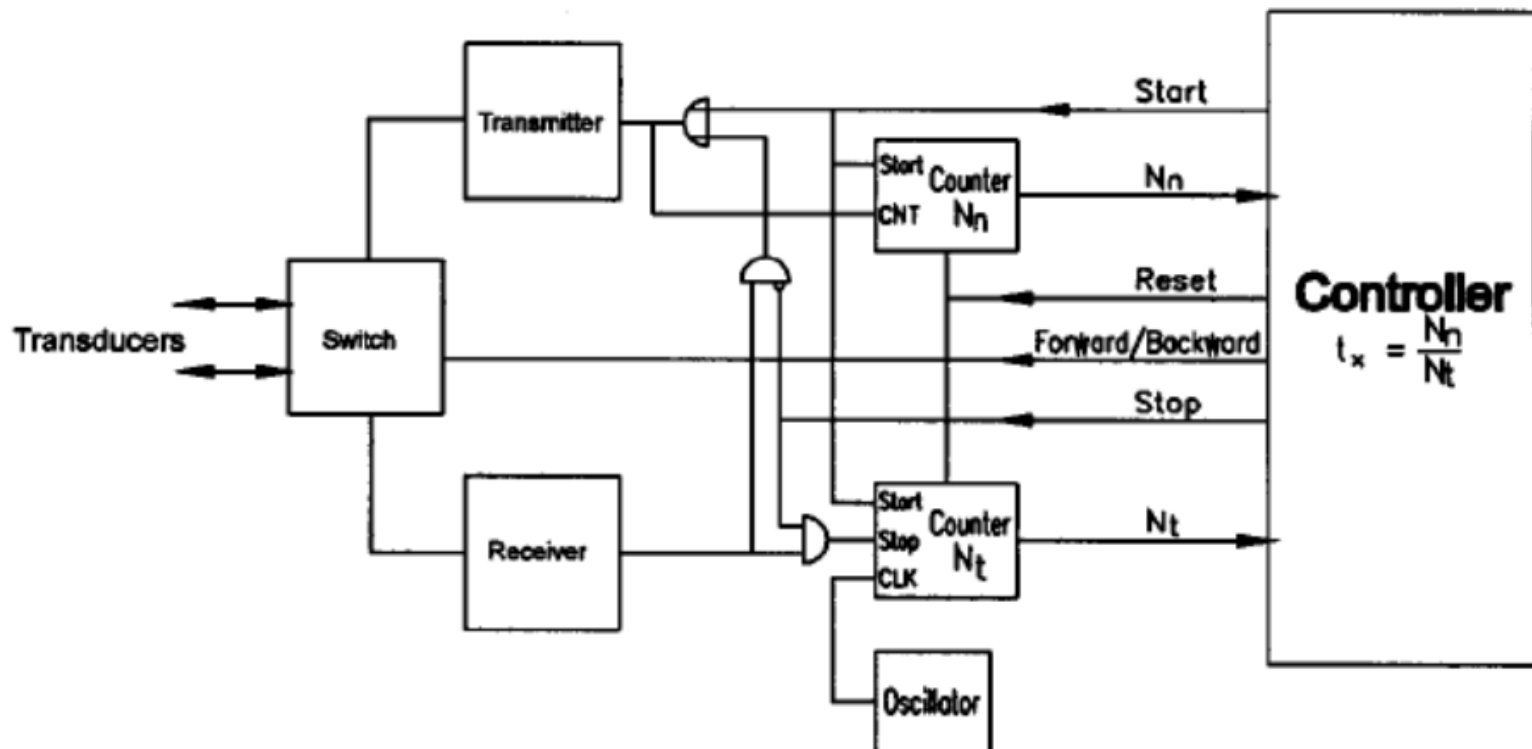 Transmitter
Start
Start
Counter
Nn
CNT
Nn
Reset
Controller
tx = Nn
Nt
Transducers
Switch
Forward/Backward
Stop
Receiver
Start
Stop
CLK
Counter
Nt
Nt
Oscillator